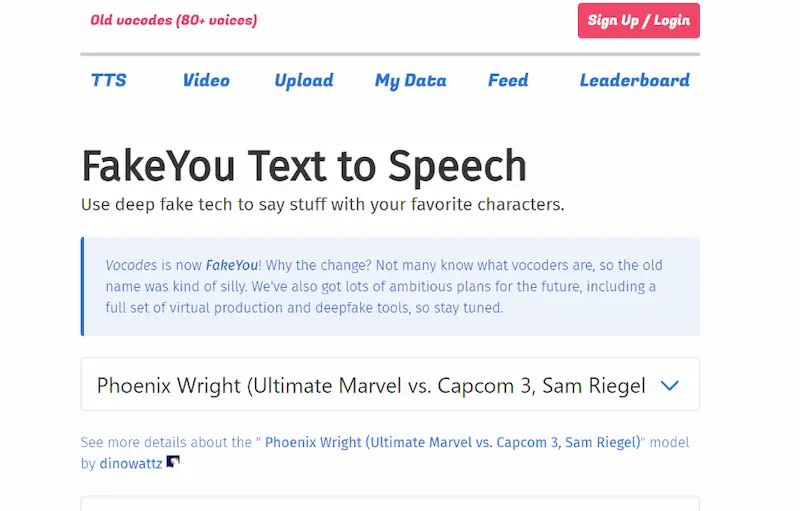 Old vocodes (80+ voices)
Sign Up / Login
TTS
Video
Upload
My Data
Feed
Leaderboard
FakeYou Text to Speech
Use deep fake tech to say stuff with your favorite characters.
Vocodes is now FakeYou! Why the change? Not many know what vocoders are, so the old
name was kind of silly. We've also got lots of ambitious plans for the future, including a
full set of virtual production and deepfake tools, so stay tuned.
Phoenix Wright (Ultimate Marvel vs. Capcom 3, Sam Riegel
See more details about the " Phoenix Wright (Ultimate Marvel vs. Capcom 3, Sam Riegel)" model
by dinowattz